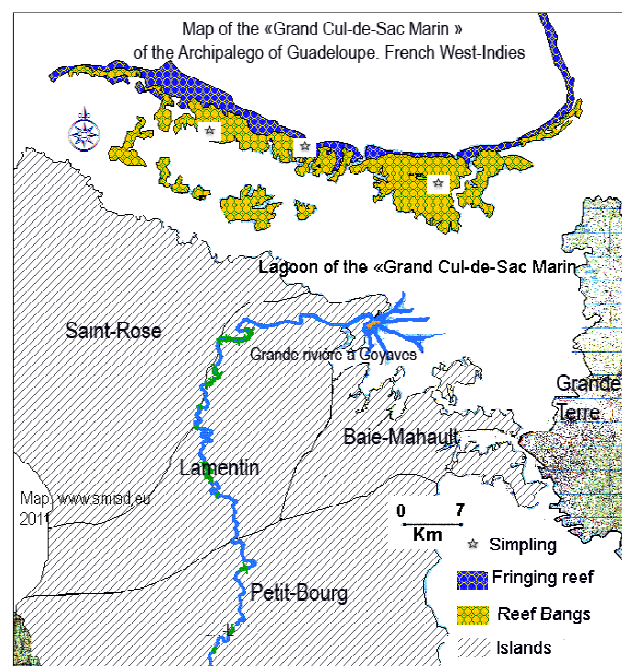 Map of the «Grand Cul-de-Sac Marin »
of the Archipalego of Guadeloupe. French West-Indies
Lagoon of the «Grand Cul-de-Sac Marin
Saint-Rose
Grande rivière à Goyaves
Grande
Terre
Baie-Mahault
Lamentin
Map: www.smisd.eu
2011
0 7
Km
Simpling
Fringing reef
Petit-Bourg
Reef Bangs
Islands